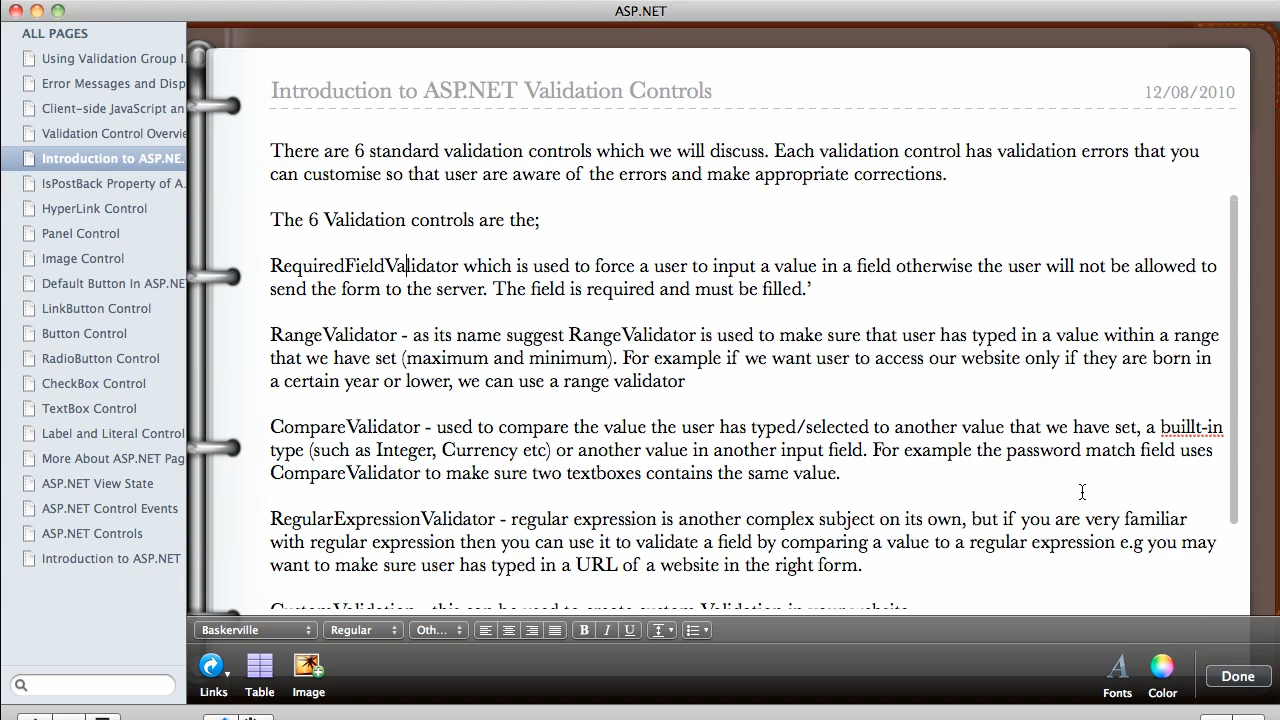 ASP.NET
ALL PAGES
Using Validation Group I.
Error Messages and Disp
Client-side JavaScript an
Validation Control Overvie
Introduction to ASP.NE.
IsPostBack Property of A.
HyperLink Control
Panel Control
Image Control
Default Button In ASP.NE
LinkButton Control
Button Control
RadioButton Control
CheckBox Control
TextBox Control
Label and Literal Control
More About ASP.NET Pag
ASP.NET View State
ASP.NET Control Events
ASP.NET Controls
Introduction to ASP.NET
Introduction to ASP.NET Validation Controls
12/08/2010
There are 6 standard validation controls which we will discuss. Each validation control has validation errors that you
can customise so that user are aware of the errors and make appropriate corrections.
The 6 Validation controls are the;
RequiredFieldValidator which is used to force a user to input a value in a field otherwise the user will not be allowed to
send the form to the server. The field is required and must be filled.’
RangeValidator - as its name suggest RangeValidator is used to make sure that user has typed in a value within a range
that we have set (maximum and minimum). For example if we want user to access our website only if they are born in
a certain year or lower, we can use a range validator
CompareValidator - used to compare the value the user has typed/selected to another value that we have set, a buillt-in
type (such as Integer, Currency etc) or another value in another input field. For example the password match field uses
CompareValidator to make sure two textboxes contains the same value.
RegularExpressionValidator - regular expression is another complex subject on its own, but if you are very familiar
with regular expression then you can use it to validate a field by comparing a value to a regular expression e.g you may
want to make sure user has typed in a URL of a website in the right form.
CustomValidation - this can be used to create custom Validation in your website
Baskerville
Regular
Oth...
B I U
Links
Table
Image
Fonts
Color
Done